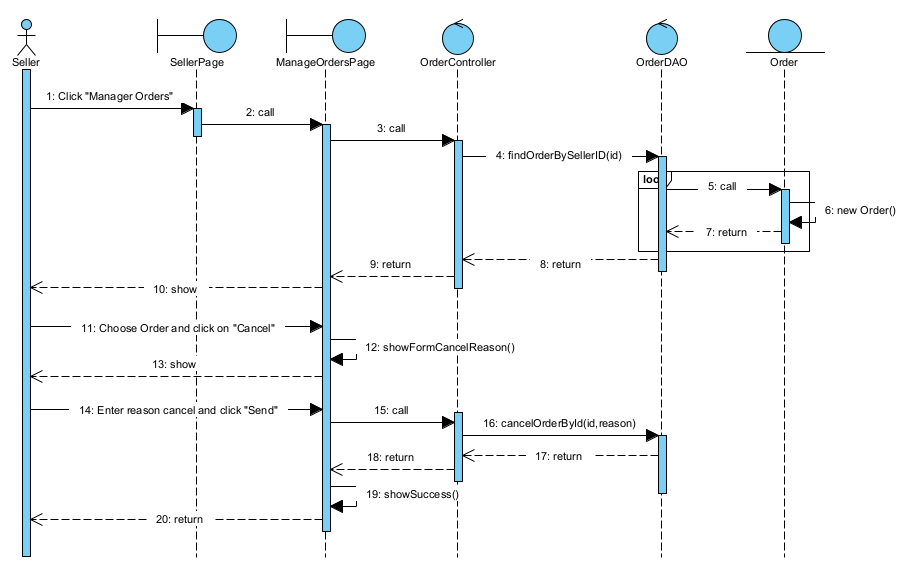 Seller
SellerPage
ManageOrdersPage
OrderController
OrderDAO
Order
1: Click "Manager Orders"
2: call
3: call
4: findOrderBySellerID(id)
loo
5: call
6: new Order()
7: return
8: return
9: return
10: show
11: Choose Order and click on "Cancel"
12: showFormCancelReason()
13: show
14: Enter reason cancel and click "Send"
15: call
16: cancelOrderById(id,reason)
17: return
18: return
19: showSuccess()
20: return